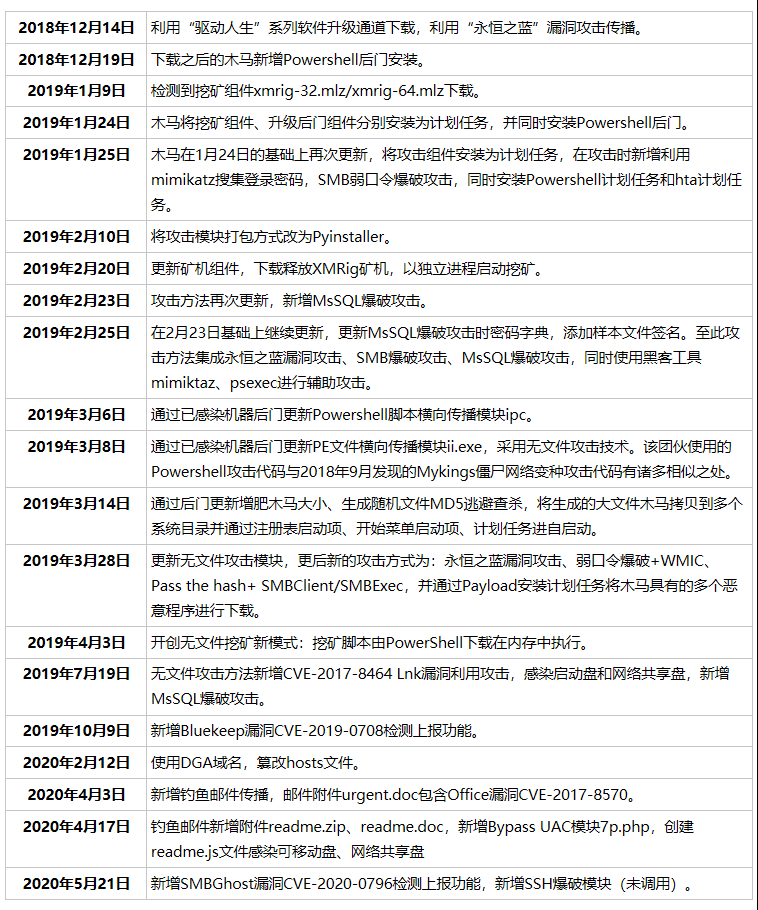 2018年12月14日 利用“驱动人生”系列软件升级通道下载，利用“永恒之蓝”漏洞攻击传播。
2018年12月19日 下载之后的木马新增Powershell后门安装。
2019年1月9日 检测到挖矿组件xmrig-32.mlz/xmrig-64.mlz下载。
2019年1月24日 木马将挖矿组件、升级后门组件分别安装为计划任务，并同时安装Powershell后门。
2019年1月25日 木马在1月24日的基础上再次更新，将攻击组件安装为计划任务，在攻击时新增利用
mimikatz搜集登录密码，SMB弱口令爆破攻击，同时安装Powershell计划任务和hta计划任
务。
2019年2月10日 将攻击模块打包方式改为Pyinstaller。
2019年2月20日 更新矿机组件，下载释放XMRig矿机，以独立进程启动挖矿。
2019年2月23日 攻击方法再次更新，新增MsSQL爆破攻击。
2019年2月25日 在2月23日基础上继续更新，更新MsSQL爆破攻击时密码字典，添加样本文件签名。至此攻
击方法集成永恒之蓝漏洞攻击、SMB爆破攻击、MsSQL爆破攻击，同时使用黑客工具
mimiktaz、psexec进行辅助攻击。
2019年3月6日 通过已感染机器后门更新Powershell脚本横向传播模块ipc。
2019年3月8日 通过已感染机器后门更新PE文件横向传播模块ii.exe，采用无文件攻击技术。该团伙使用的
Powershell攻击代码与2018年9月发现的Mykings僵尸网络变种攻击代码有诸多相似之处。
2019年3月14日 通过后门更新增肥木马大小、生成随机文件MD5逃避查杀，将生成的大文件木马拷贝到多个
系统目录并通过注册表启动项、开始菜单启动项、计划任务进自启动。
2019年3月28日 更新无文件攻击模块，更后新的攻击方式为：永恒之蓝漏洞攻击、弱口令爆破+WMIC、
Pass the hash+ SMBClient/SMBExec，并通过Payload安装计划任务将木马具有的多个恶
意程序进行下载。
2019年4月3日 开创无文件挖矿新模式：挖矿脚本由PowerShell下载在内存中执行。
2019年7月19日 无文件攻击方法新增CVE-2017-8464 Lnk漏洞利用攻击，感染启动盘和网络共享盘，新增
MsSQL爆破攻击。
2019年10月9日 新增Bluekeep漏洞CVE-2019-0708检测上报功能。
2020年2月12日 使用DGA域名，篡改hosts文件。
2020年4月3日 新增钓鱼邮件传播，邮件附件urgent.doc包含Office漏洞CVE-2017-8570。
2020年4月17日 钓鱼邮件新增附件readme.zip、readme.doc，新增Bypass UAC模块7p.php，创建
readme.js文件感染可移动盘、网络共享盘
2020年5月21日 新增SMBGhost漏洞CVE-2020-0796检测上报功能，新增SSH爆破模块（未调用）。